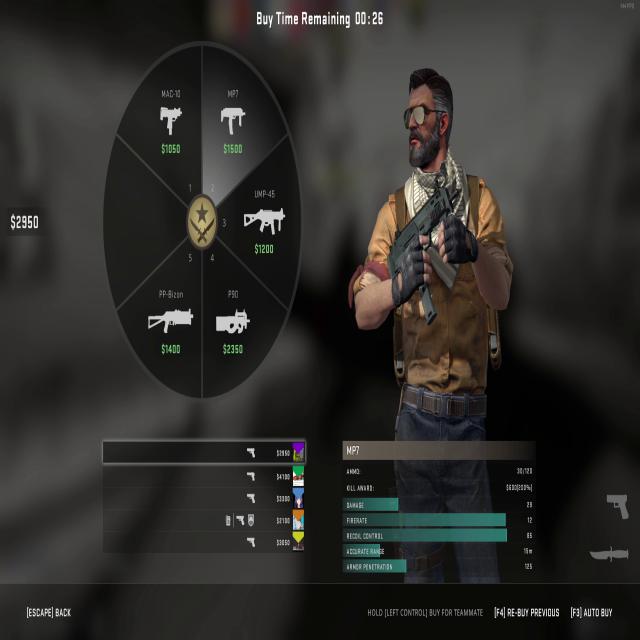 Buy Time Remaining 00:26
MAC-10
$1050
MP7
$1500
1
2
UMP-45
$1200
3
$2950
5
4
PP-Bizon
$1400
P90
$2350
$2950
$4100
$3300
$2100
$3050
MP7
AMMO: 30/120
KILL AWARD: $600(200%)
DAMAGE
FIRERATE 12
RECOIL CONTROL
ACCURATE RANGE 15m
ARMOR PENETRATION 125
[ESCAPE] BACK
HOLD [LEFT CONTROL] BUY FOR TEAMMATE
[F4] RE-BUY PREVIOUS
[F3] AUTO BUY